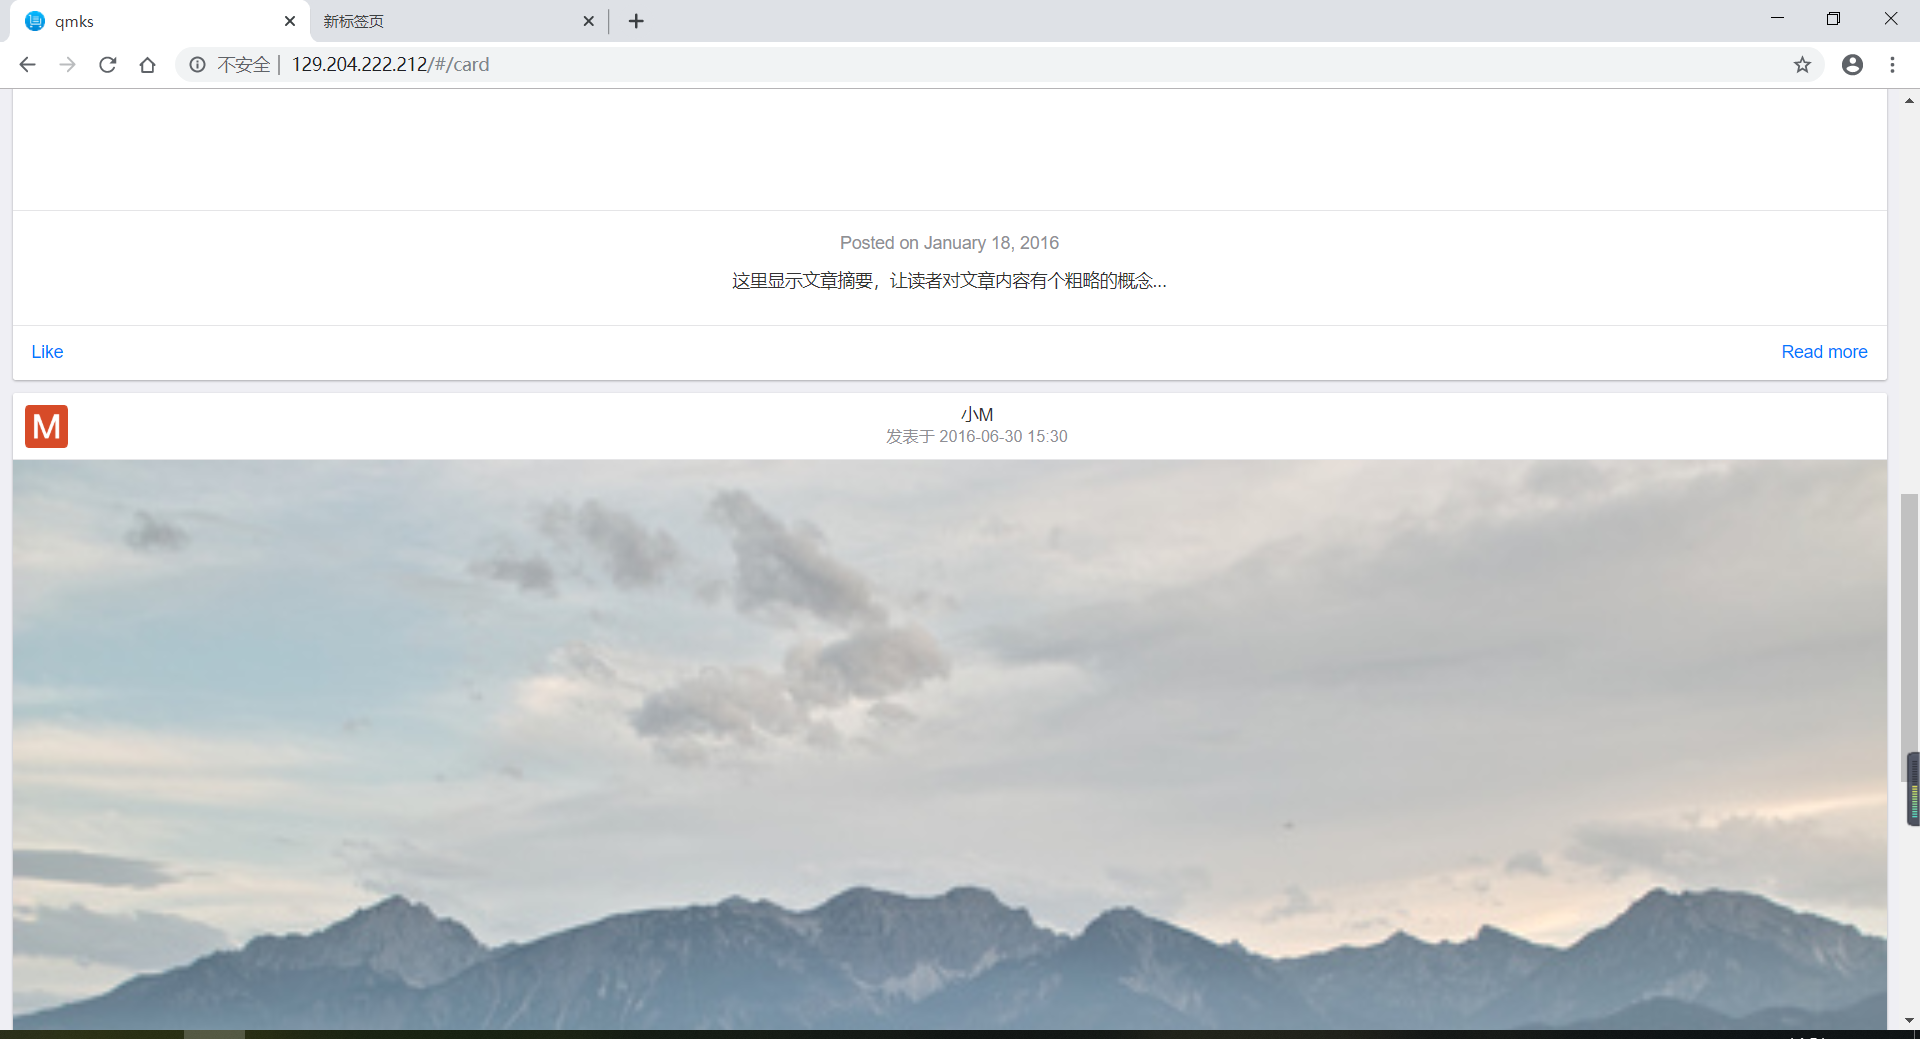 qmks
新标签页
不安全 | 129.204.222.212/#/card
Posted on January 18, 2016
这里显示文章摘要，让读者对文章内容有个粗略的概念...
Like
Read more
M
小M
发表于 2016-06-30 15:30